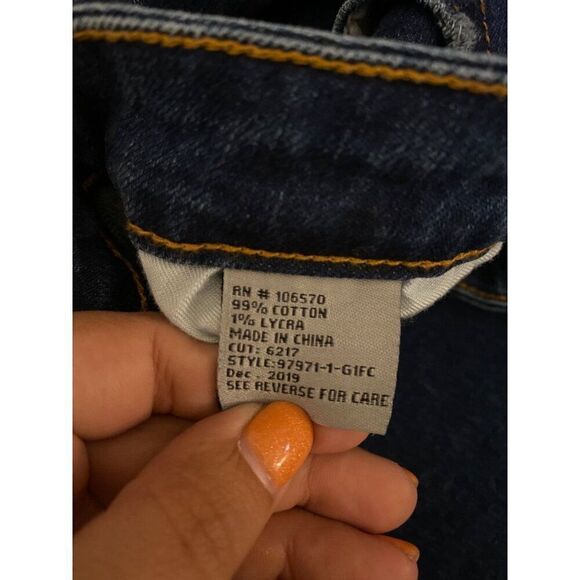 RN # 106570
99% COTTON
1% LYCRA
MADE IN CHINA
CUT: 6217
STYLE:97971-1-G1FC
Dec. 2019
SEE REVERSE FOR CARE